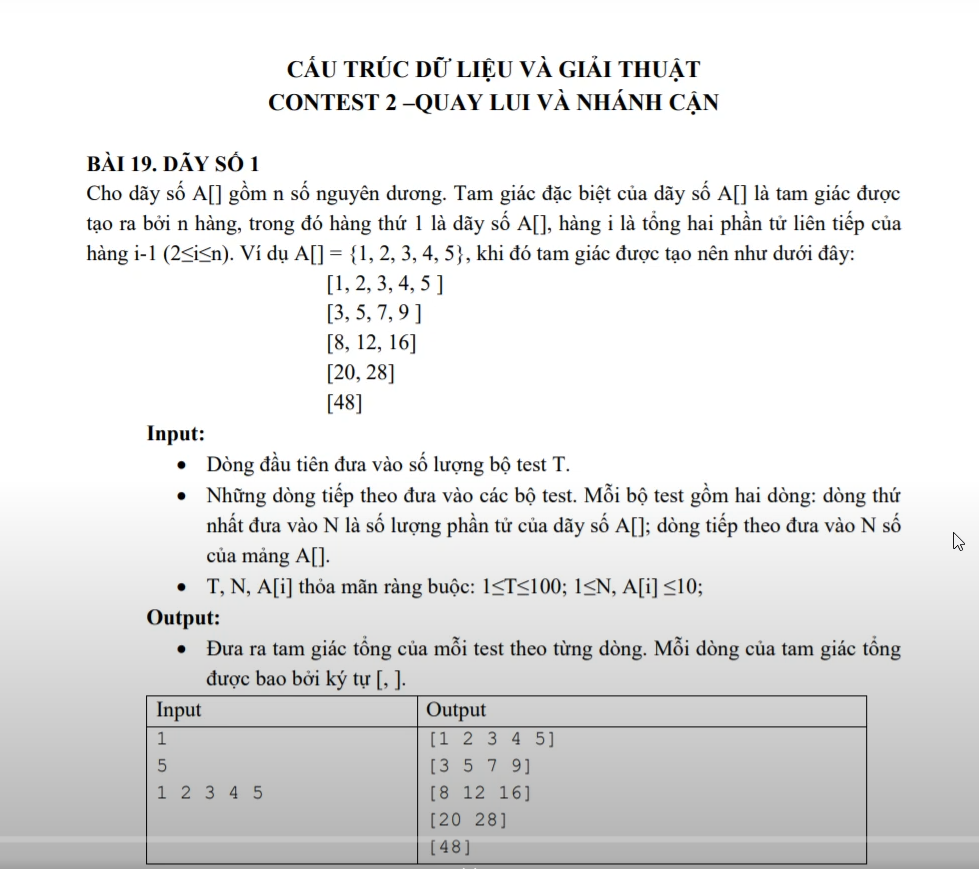 CẤU TRÚC DỮ LIỆU VÀ GIẢI THUẬT
CONTEST 2 –QUAY LUI VÀ NHÁNH CẬN
BÀI 19. DÃY SỐ 1
Cho dãy số A[] gồm n số nguyên dương. Tam giác đặc biệt của dãy số A[] là tam giác được
tạo ra bởi n hàng, trong đó hàng thứ 1 là dãy số A[], hàng i là tổng hai phần tử liên tiếp của
hàng i-1 (2≤i≤n). Ví dụ A[] = {1, 2, 3, 4, 5}, khi đó tam giác được tạo nên như dưới đây:
[1, 2, 3, 4, 5 ]
[3, 5, 7, 9 ]
[8, 12, 16]
[20, 28]
[48]
Input:
• Dòng đầu tiên đưa vào số lượng bộ test T.
• Những dòng tiếp theo đưa vào các bộ test. Mỗi bộ test gồm hai dòng: dòng thứ
nhất đưa vào N là số lượng phần tử của dãy số A[]; dòng tiếp theo đưa vào N số
của mảng A[].
• T, N, A[i] thỏa mãn ràng buộc: 1≤T≤100; 1≤N, A[i] ≤10;
Output:
• Đưa ra tam giác tổng của mỗi test theo từng dòng. Mỗi dòng của tam giác tổng
được bao bởi ký tự [, ].
Input Output
1 [1 2 3 4 5]
5 [3 5 7 9]
1 2 3 4 5 [8 12 16]
[20 28]
[48]